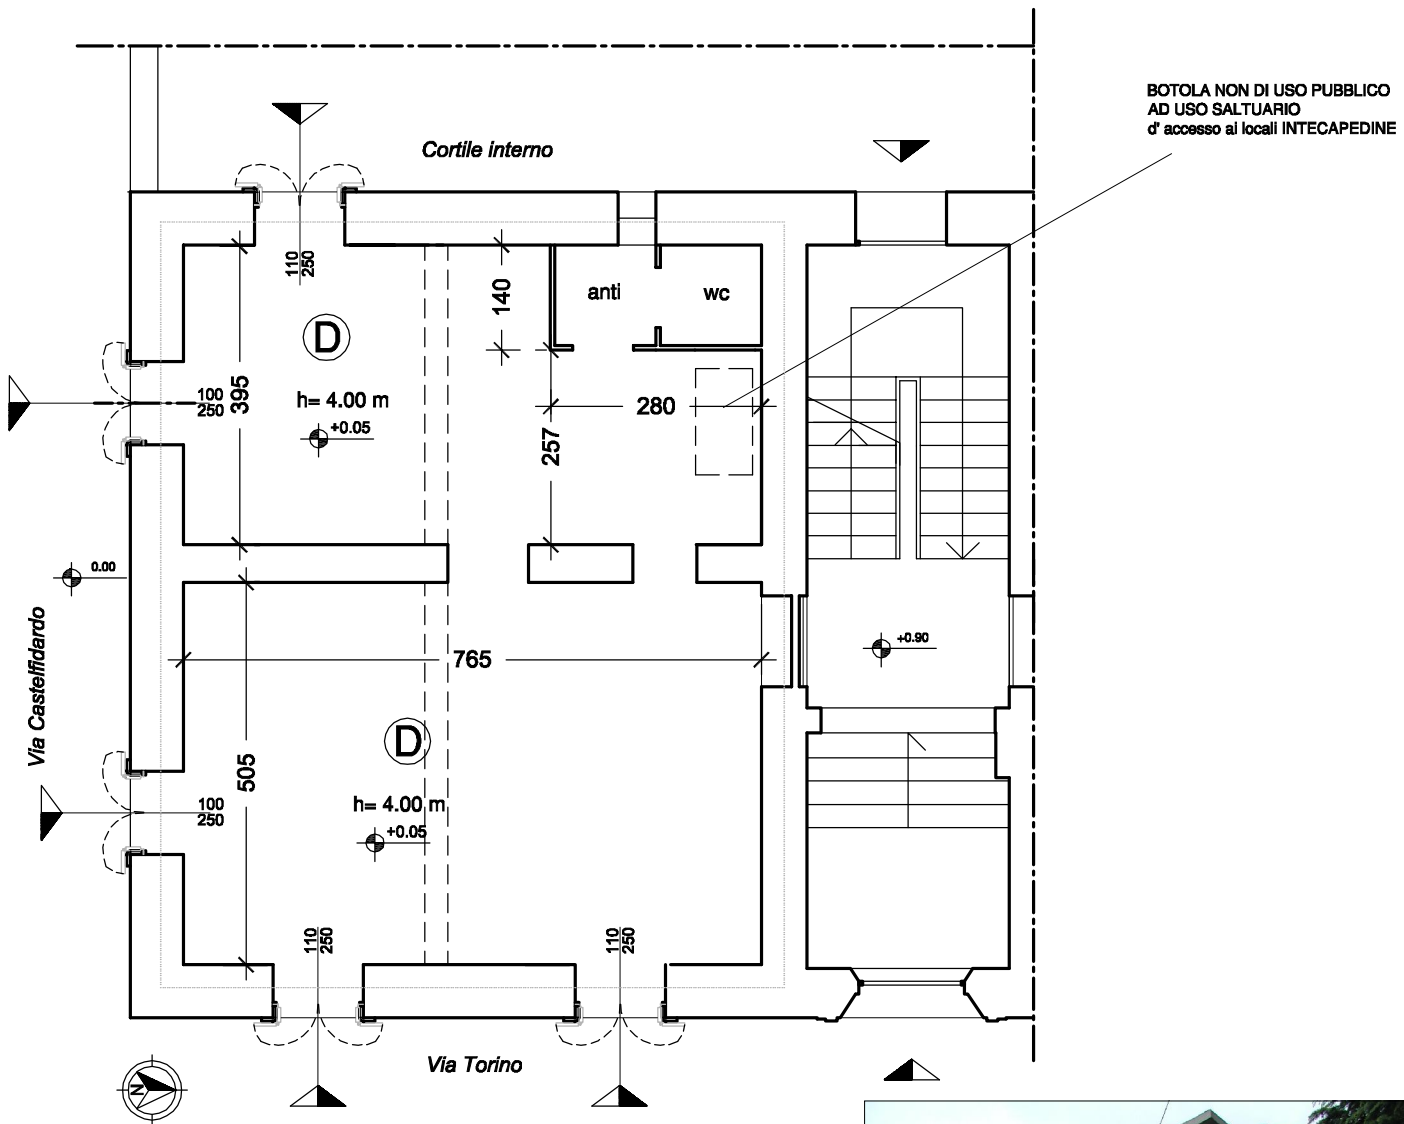 BOTOLA NON DI USO PUBBLICO
AD USO SALTUARIO
d' accesso ai locali INTECAPEDINE
Cortile interno
110
250
140
anti
wc
D
100
250
395
h= 4.00 m
+0.05
280
257
0.00
Via Castelfidardo
765
+0.90
D
505
h= 4.00 m
+0.05
100
250
110
250
110
250
Via Torino
N